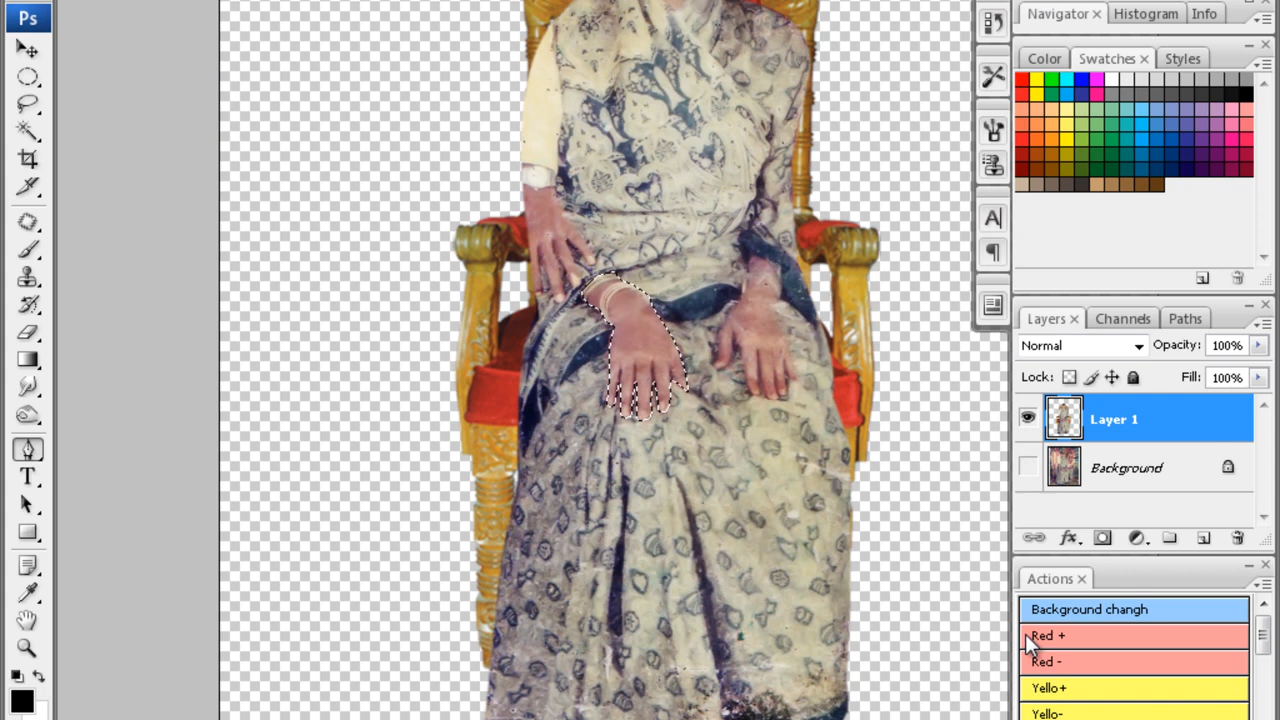 Ps
Navigator × Histogram Info
Color Swatches × Styles
A
T
Layers × Channels Paths
Normal Opacity: 100%
Lock: Fill: 100%
Layer 1
Background
fx
Actions ×
Background changh
Red +
Red -
Yello+
Yello-